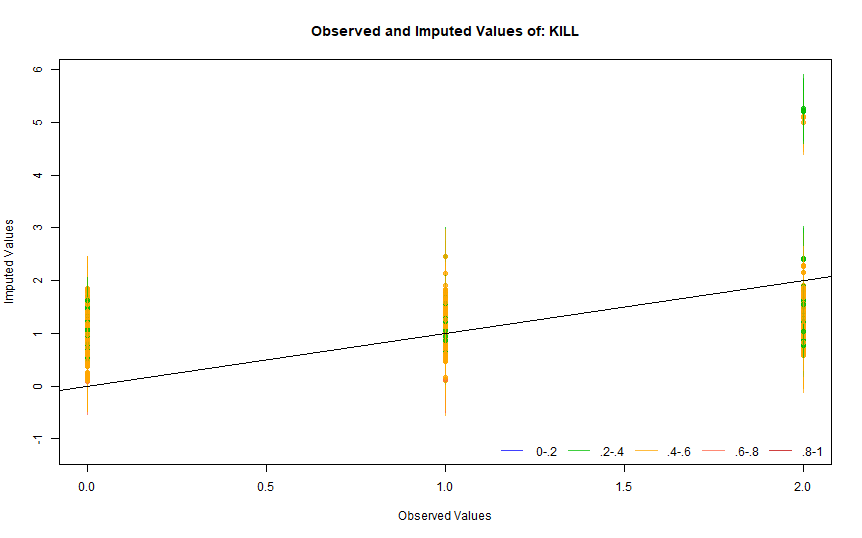 Observed and Imputed Values of: KILL
6
5
4
3
2
1
0
-1
Imputed Values
0-.2 .2-.4 .4-.6 .6-.8 .8-1
0.0 0.5 1.0 1.5 2.0
Observed Values